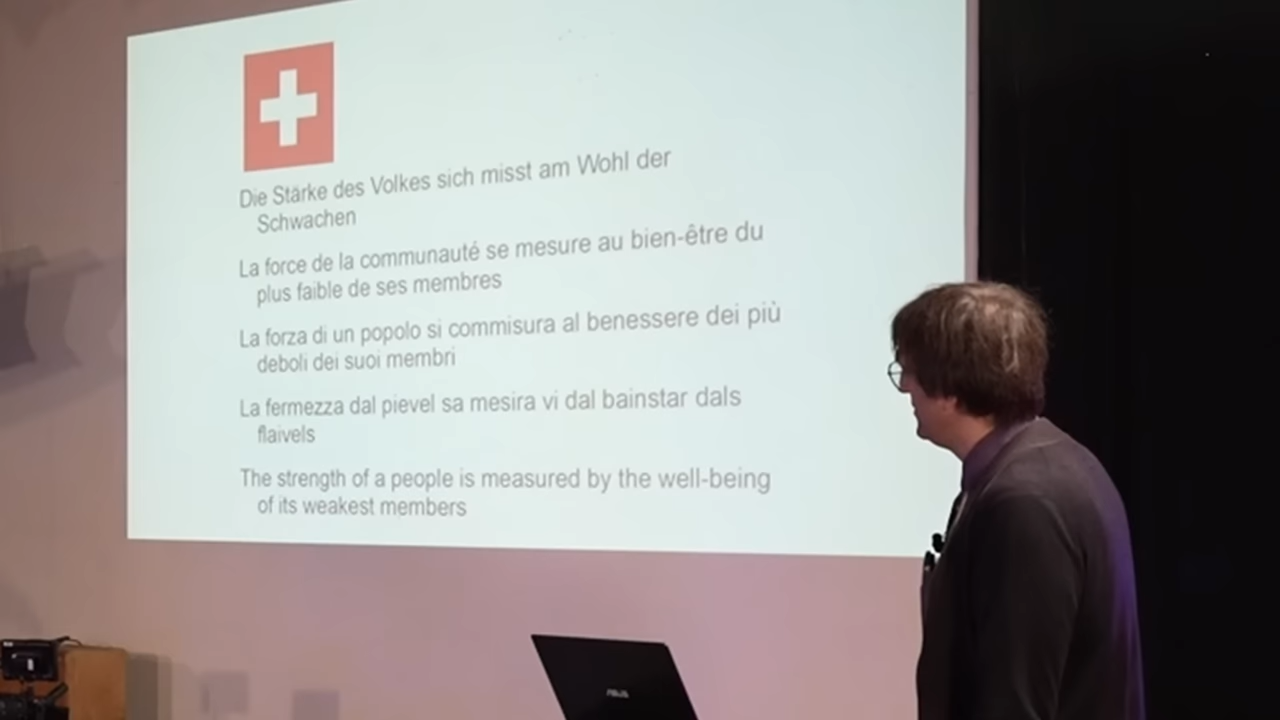 Die Stärke des Volkes sich misst am Wohl der
Schwachen
La force de la communauté se mesure au bien-être du
plus faible de ses membres
La forza di un popolo si commisura al benessere dei più
deboli dei suoi membri
La fermezza dal pievel sa mesira vi dal bainstar dals
flaivels
The strength of a people is measured by the well-being
of its weakest members
ASUS